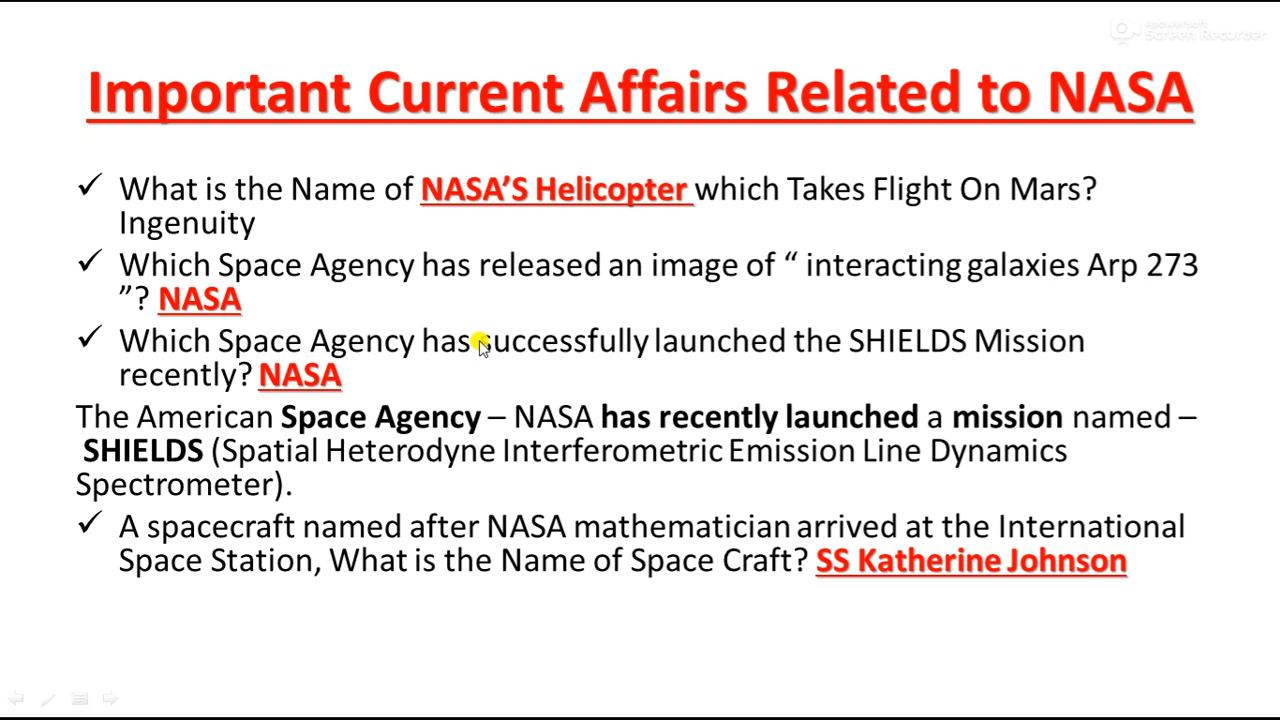 Apowersoft
Screen Recorder
Important Current Affairs Related to NASA
✓ What is the Name of NASA’S Helicopter which Takes Flight On Mars?
Ingenuity
✓ Which Space Agency has released an image of “ interacting galaxies Arp 273
”? NASA
✓ Which Space Agency has successfully launched the SHIELDS Mission
recently? NASA
The American Space Agency – NASA has recently launched a mission named –
SHIELDS (Spatial Heterodyne Interferometric Emission Line Dynamics
Spectrometer).
✓ A spacecraft named after NASA mathematician arrived at the International
Space Station, What is the Name of Space Craft? SS Katherine Johnson